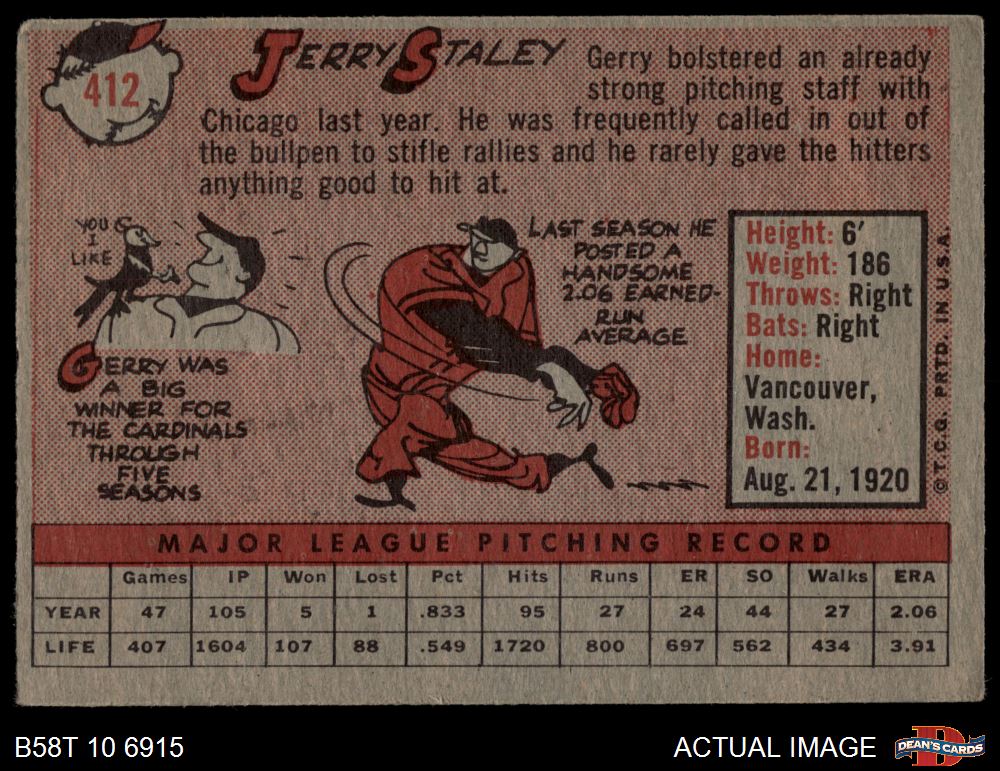 412
JERRY STALEY
Gerry bolstered an already
strong pitching staff with
Chicago last year. He was frequently called in out of
the bullpen to stifle rallies and he rarely gave the hitters
anything good to hit at.
YOU
I
LIKE
GERRY WAS
A BIG
WINNER FOR
THE CARDINALS
THROUGH
FIVE
SEASONS
LAST SEASON HE
POSTED A
HANDSOME
2.06 EARNED-
RUN
AVERAGE
Height: 6'
Weight: 186
Throws: Right
Bats: Right
Home:
Vancouver,
Wash.
Born:
Aug. 21, 1920
© T.C.G. PRTD. IN U.S.A.
MAJOR LEAGUE PITCHING RECORD
Games IP Won Lost Pct Hits Runs ER SO Walks ERA
YEAR 47 105 5 1 .833 95 27 24 44 27 2.06
LIFE 407 1604 107 88 .549 1720 800 697 562 434 3.91
B58T 10 6915
ACTUAL IMAGE
DEAN'S CARDS